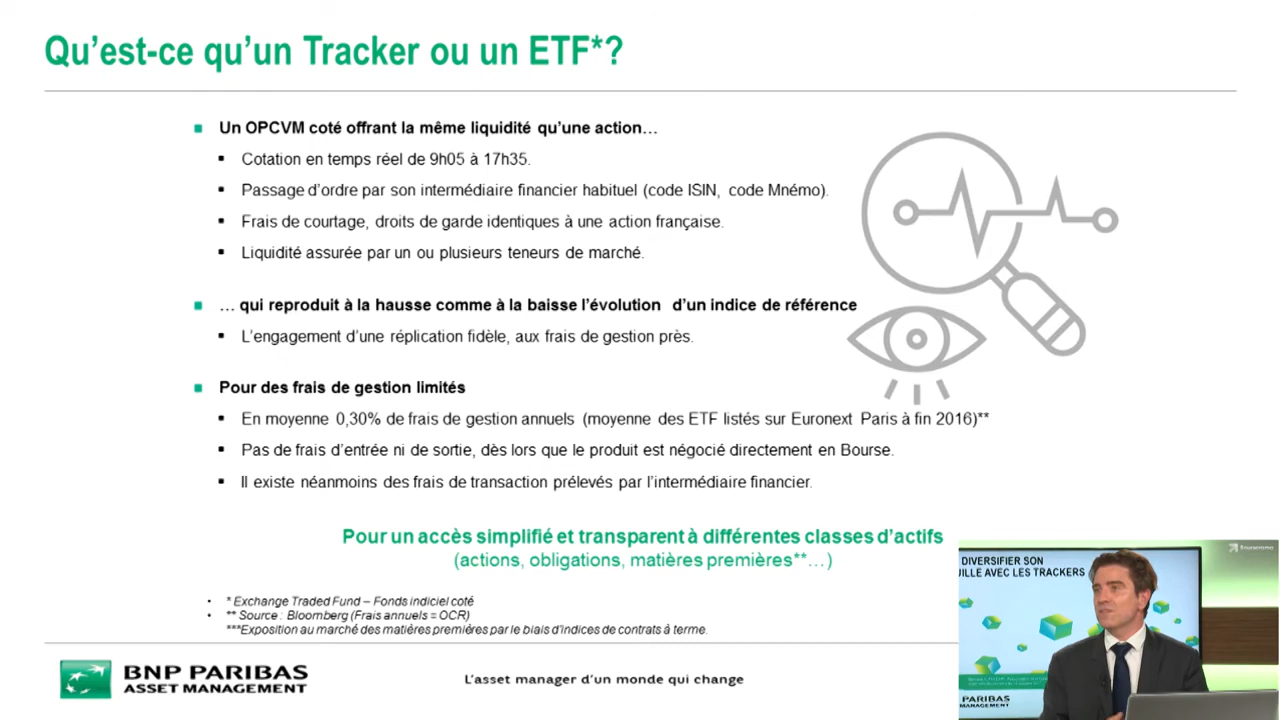 Qu’est-ce qu’un Tracker ou un ETF*?
Un OPCVM coté offrant la même liquidité qu’une action…
Cotation en temps réel de 9h05 à 17h35.
Passage d’ordre par son intermédiaire financier habituel (code ISIN, code Mnémo).
Frais de courtage, droits de garde identiques à une action française.
Liquidité assurée par un ou plusieurs teneurs de marché.
… qui reproduit à la hausse comme à la baisse l’évolution d’un indice de référence
L’engagement d’une réplication fidèle, aux frais de gestion près.
Pour des frais de gestion limités
En moyenne 0,30% de frais de gestion annuels (moyenne des ETF listés sur Euronext Paris à fin 2016)**
Pas de frais d’entrée ni de sortie, dès lors que le produit est négocié directement en Bourse.
Il existe néanmoins des frais de transaction prélevés par l’intermédiaire financier.
Pour un accès simplifié et transparent à différentes classes d’actifs
(actions, obligations, matières premières**…)
* Exchange Traded Fund – Fonds indiciel coté
** Source : Bloomberg (Frais annuels = OCR)
***Exposition au marché des matières premières par le biais d’indices de contrats à terme.
BNP PARIBAS
ASSET MANAGEMENT
L’asset manager d’un monde qui change
Boursorama
DIVERSIFIER SON
UILLE AVEC LES TRACKERS
PARIBAS
MANAGEMENT